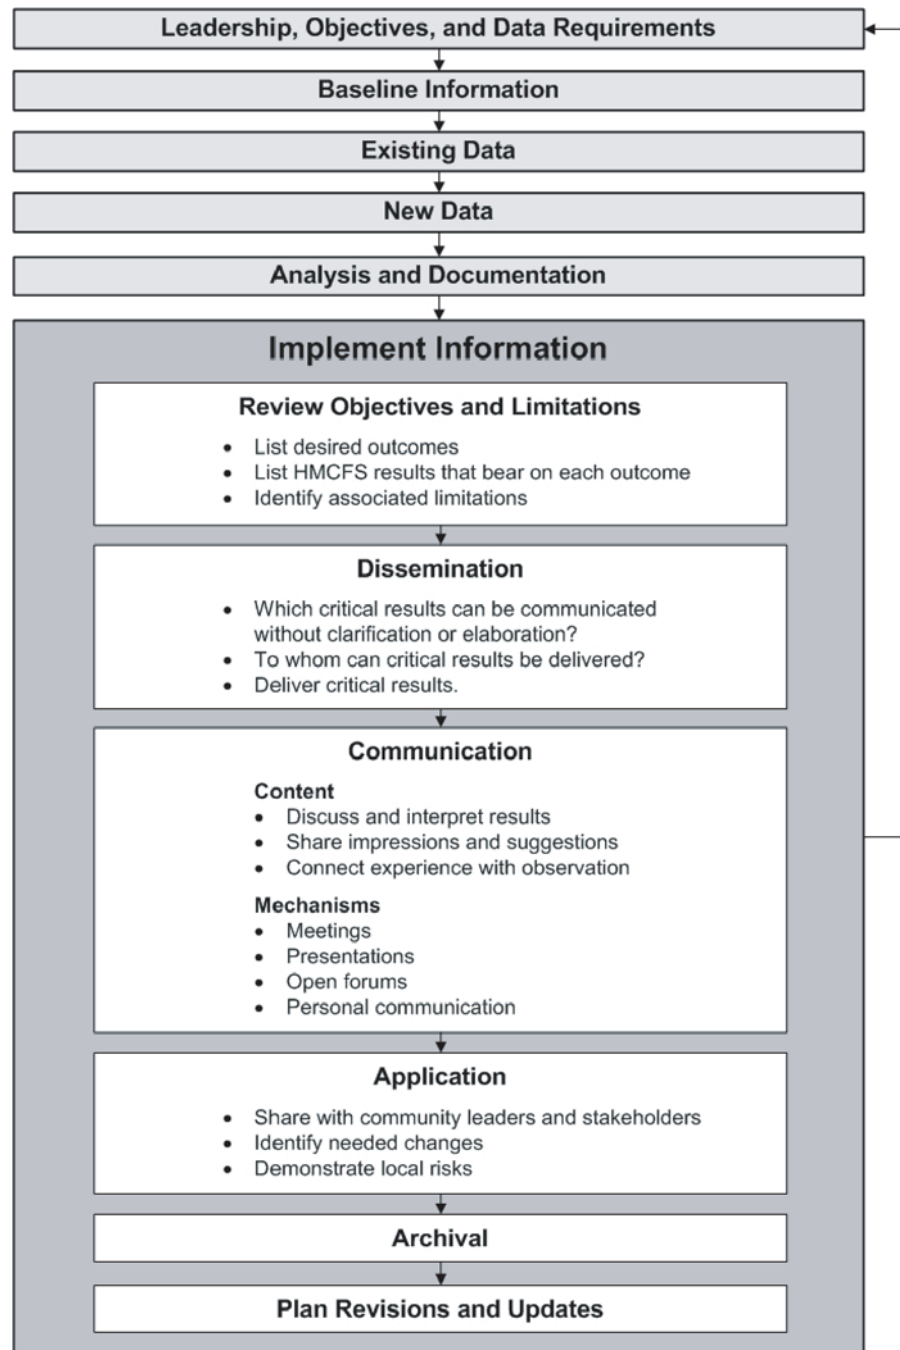 Leadership, Objectives, and Data Requirements
Baseline Information
Existing Data
New Data
Analysis and Documentation
Implement Information
Review Objectives and Limitations
• List desired outcomes
• List HMCFS results that bear on each outcome
• Identify associated limitations
Dissemination
• Which critical results can be communicated
without clarification or elaboration?
• To whom can critical results be delivered?
• Deliver critical results.
Communication
Content
• Discuss and interpret results
• Share impressions and suggestions
• Connect experience with observation
Mechanisms
• Meetings
• Presentations
• Open forums
• Personal communication
Application
• Share with community leaders and stakeholders
• Identify needed changes
• Demonstrate local risks
Archival
Plan Revisions and Updates